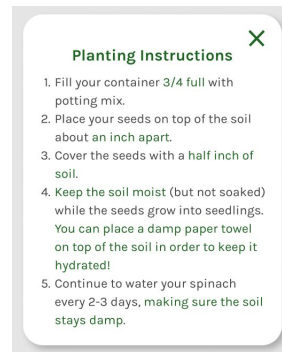 Planting Instructions
1. Fill your container 3/4 full with
potting mix.
2. Place your seeds on top of the soil
about an inch apart.
3. Cover the seeds with a half inch of
soil.
4. Keep the soil moist (but not soaked)
while the seeds grow into seedlings.
You can place a damp paper towel
on top of the soil in order to keep it
hydrated!
5. Continue to water your spinach
every 2-3 days, making sure the soil
stays damp.